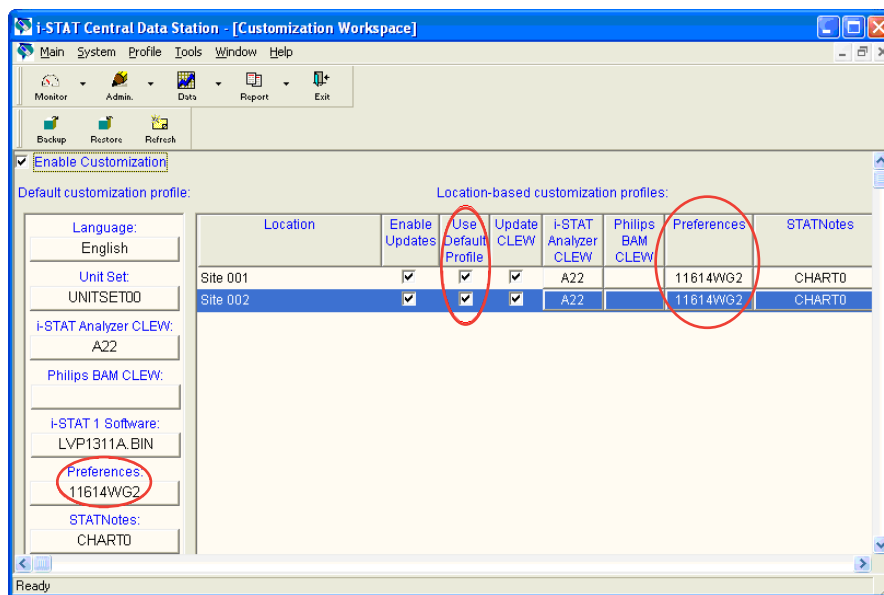 i-STAT Central Data Station - [Customization Workspace]
Main System Profile Tools Window Help
Monitor Admin. Data Report Exit
Backup Restore Refresh
Enable Customization
Default customization profile:
Location-based customization profiles:
Language:
English
Unit Set:
UNITSET00
i-STAT Analyzer CLEW:
A22
Philips BAM CLEW:
i-STAT 1 Software:
LVP1311A.BIN
Preferences:
11614WG2
STATNotes:
CHART0
Location Enable Updates Use Default Profile Update CLEW i-STAT Analyzer CLEW Philips BAM CLEW Preferences STATNotes
Site 001 A22 11614WG2 CHART0
Site 002 A22 11614WG2 CHART0
Ready